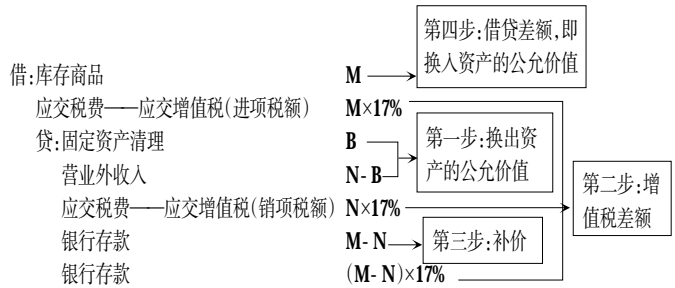 第四步:借贷差额,即
换入资产的公允价值
借:库存商品 M
应交税费——应交增值税(进项税额) M×17%
贷:固定资产清理 B
第一步:换出资
产的公允价值
营业外收入 N-B
第二步:增
值税差额
应交税费——应交增值税(销项税额) N×17%
银行存款 M-N
第三步:补价
银行存款 (M-N)×17%